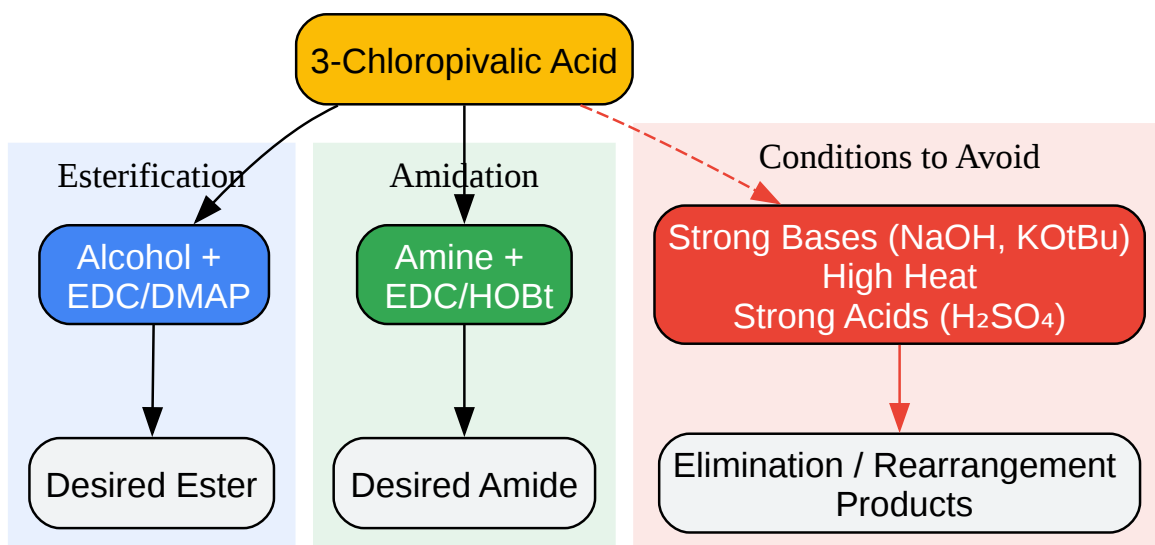 3-Chloropivalic Acid
Esterification
Amidation
Conditions to Avoid
Alcohol +
EDC/DMAP
Amine +
EDC/HOBt
Strong Bases (NaOH, KOtBu)
High Heat
Strong Acids (H₂SO₄)
Desired Ester
Desired Amide
Elimination / Rearrangement
Products